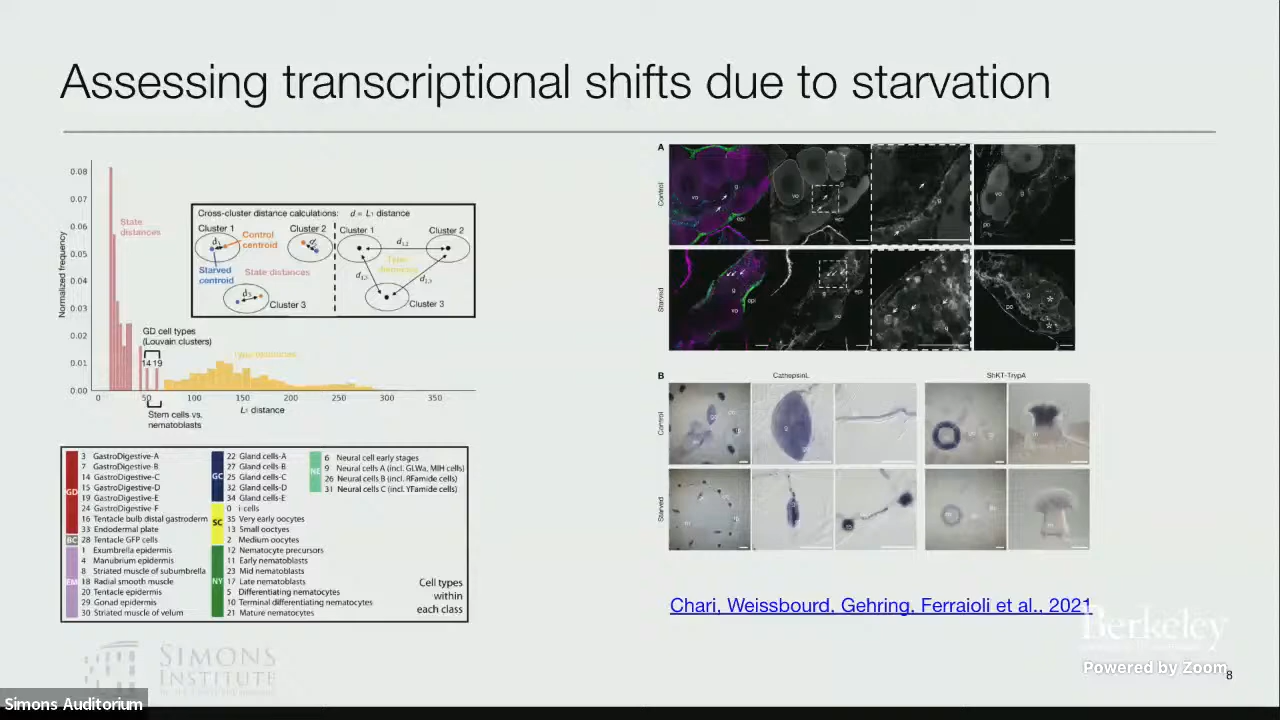 Assessing transcriptional shifts due to starvation
0.08
0.07
0.06
0.05
0.04
0.03
0.02
0.01
0.00
Normalized frequency
State
distances
GD cell types
(Louvain clusters)
14 19
0 50 100 150 200 250 300 350
L₁ distance
Stem cells vs.
nematoblasts
Cross-cluster distance calculations: d = L₁ distance
Cluster 1
Cluster 2
Control
centroid
Starved
centroid
State distances
Cluster 3
Cluster 1
Cluster 2
Cluster 3
GD
3 GastroDigestive-A
7 GastroDigestive-B
14 GastroDigestive-C
15 GastroDigestive-D
19 GastroDigestive-E
24 GastroDigestive-F
16 Tentacle bulb distal gastroderm
33 Endodermal plate
BC
28 Tentacle GFP cells
EM
1 Exumbrella epidermis
4 Manubrium epidermis
8 Striated muscle of subumbrella
18 Radial smooth muscle
20 Tentacle epidermis
29 Gonad epidermis
30 Striated muscle of velum
GC
22 Gland cells-A
27 Gland cells-B
25 Gland cells-C
32 Gland cells-D
34 Gland cells-E
SC
0 i-cells
35 Very early oocytes
13 Small oocytes
2 Medium oocytes
NY
12 Nematocyte precursors
11 Early nematoblasts
23 Mid nematoblasts
17 Late nematoblasts
5 Differentiating nematocytes
10 Terminal differentiating nematocytes
21 Mature nematocytes
NE
6 Neural cell early stages
9 Neural cells A (incl. GLWa, MIH cells)
26 Neural cells B (incl. RFamide cells)
31 Neural cells C (incl. YFamide cells)
Cell types
within
each class
A
Control
Starved
B
CathepsinL
ShKT-TrypA
Control
Starved
Chari, Weissbourd, Gehring, Ferraioli et al., 2021
Berkeley
Powered by Zoom
8
SIMONS
INSTITUTE
Simons Auditorium